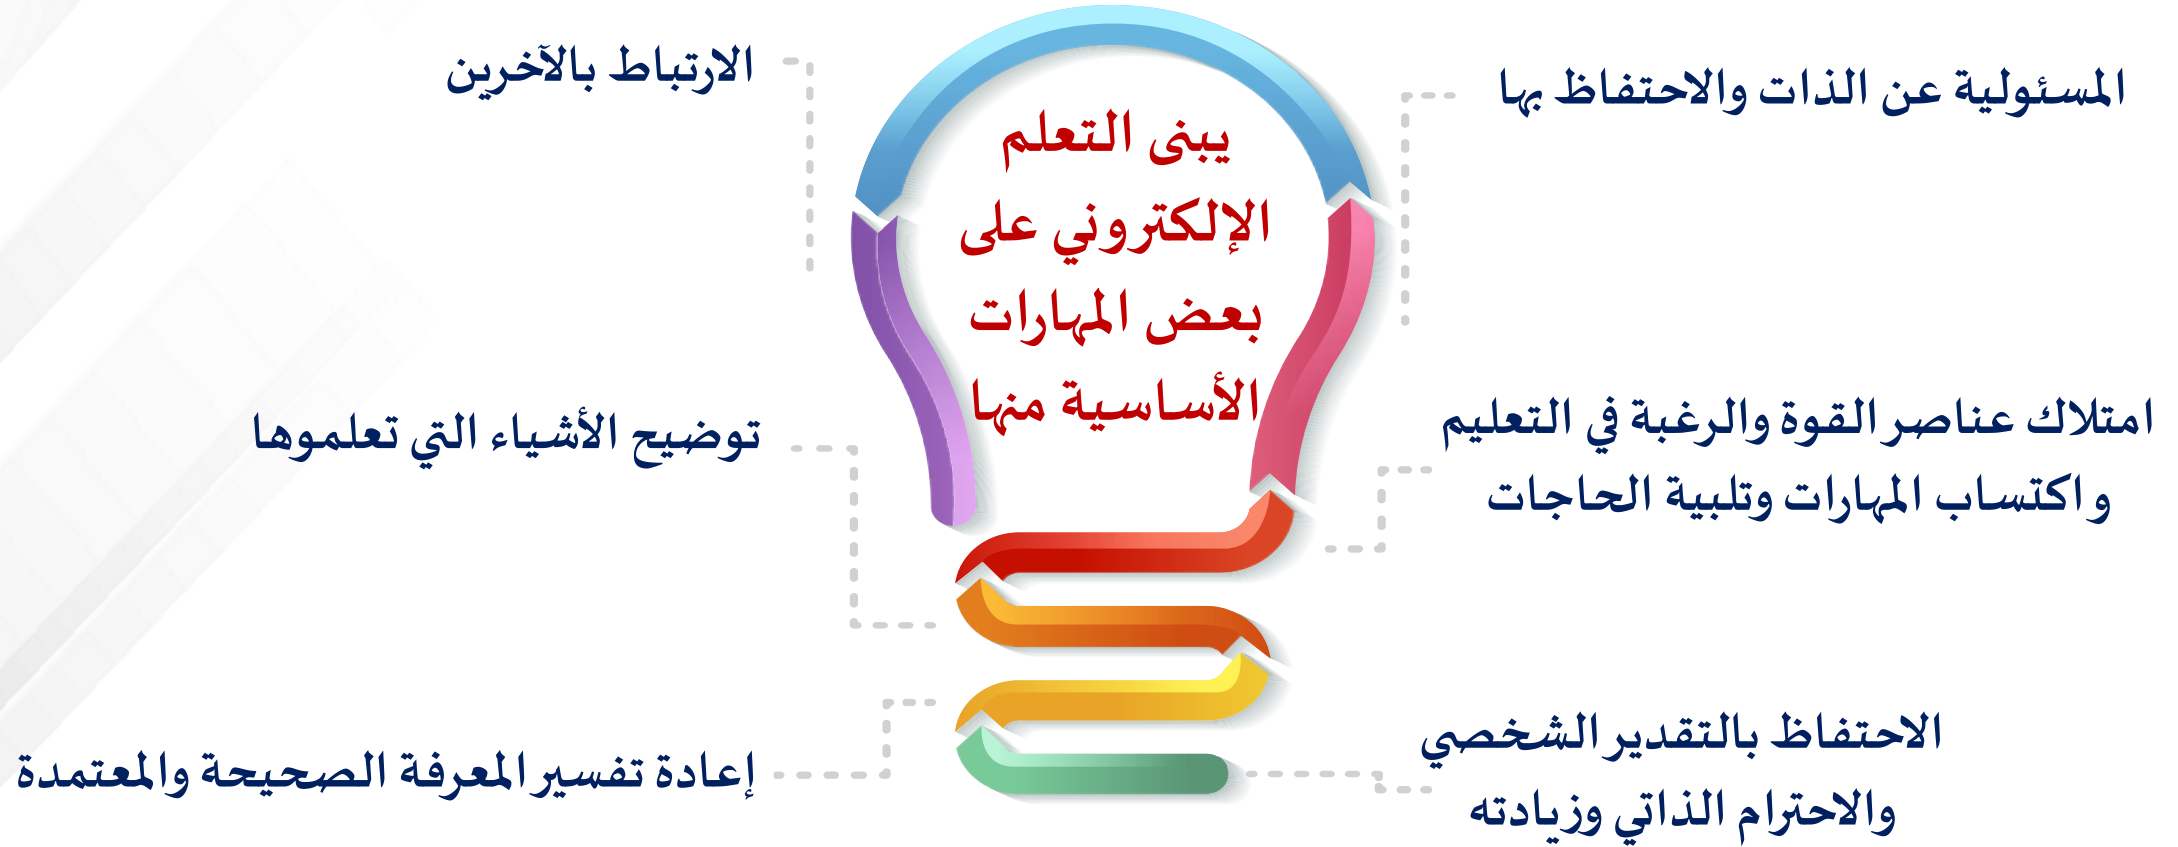 يبنى التعلم
الإلكتروني على
بعض المهارات
الأساسية منها
المسئولية عن الذات والاحتفاظ بها
امتلاك عناصر القوة والرغبة في التعليم
واكتساب المهارات وتلبية الحاجات
الاحتفاظ بالتقدير الشخصي
والاحترام الذاتي وزيادته
الارتباط بالآخرين
توضيح الأشياء التي تعلموها
إعادة تفسير المعرفة الصحيحة والمعتمدة